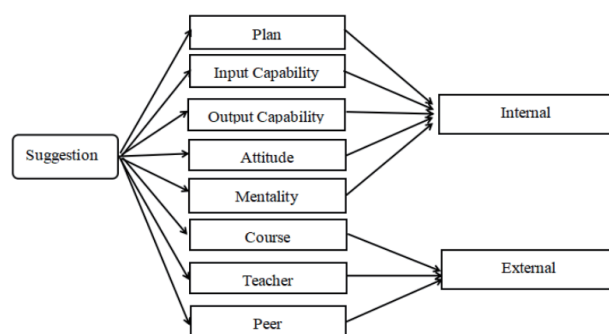 Plan
Input Capability
Output Capability
Internal
Suggestion
Attitude
Mentality
Course
Teacher
External
Peer